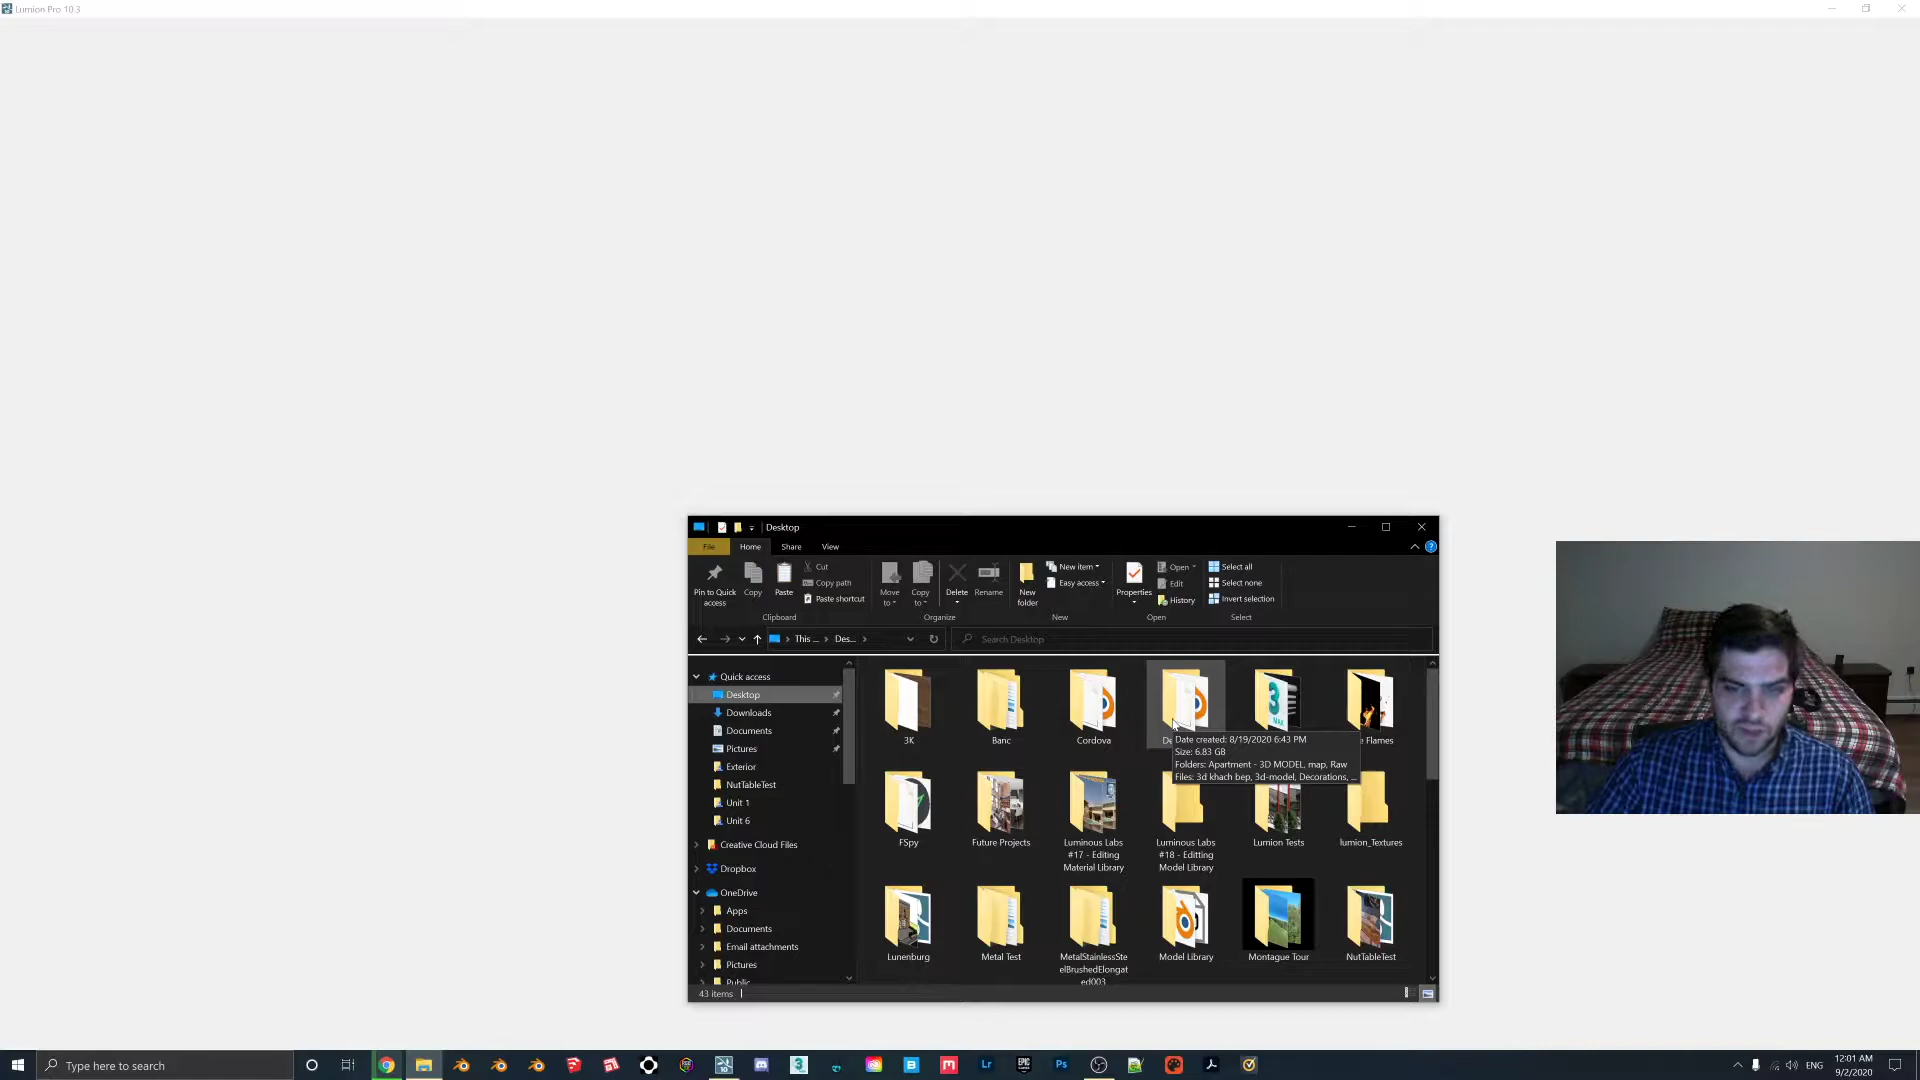 Lumion Pro 10.3
Desktop
File
Home
Share
View
Pin to Quick
access
Copy
Paste
Cut
Copy path
Paste shortcut
Clipboard
Move
to
Copy
to
Delete
Rename
Organize
New
folder
New item
Easy access
New
Properties
Open
Edit
History
Open
Select all
Select none
Invert selection
Select
This ...
Des...
Search Desktop
Quick access
Desktop
Downloads
Documents
Pictures
Exterior
NutTableTest
Unit 1
Unit 6
Creative Cloud Files
Dropbox
OneDrive
Apps
Documents
Email attachments
Pictures
Public
3K
Banc
Cordova
De
Flames
Date created: 8/19/2020 6:43 PM
Size: 6.83 GB
Folders: Apartment - 3D MODEL, map, Raw
Files: 3d khach bep, 3d-model, Decorations, ...
FSpy
Future Projects
Luminous Labs
#17 - Editing
Material Library
Luminous Labs
#18 - Editting
Model Library
Lumion Tests
lumion_Textures
Lunenburg
Metal Test
MetalStainlessSte
elBrushedElongat
ed003
Model Library
Montague Tour
NutTableTest
43 items
Type here to search
ENG
12:01 AM
9/2/2020